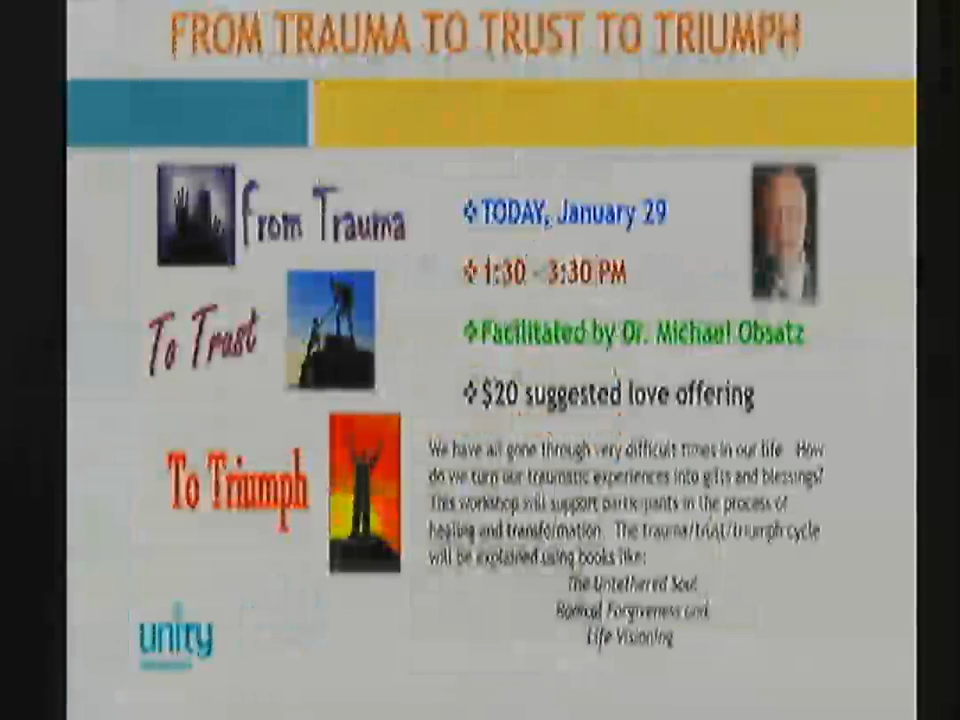 FROM TRAUMA TO TRUST TO TRIUMPH
From Trauma
To Trust
To Triumph
❖TODAY, January 29
❖1:30 - 3:30 PM
❖Facilitated by Dr. Michael Obsatz
❖$20 suggested love offering
We have all gone through very difficult times in our life. How
do we turn our traumatic experiences into gifts and blessings?
This workshop will support participants in the process of
healing and transformation. The trauma/trust/triumph cycle
will be explained using books like:
The Untethered Soul
Radical Forgiveness and
Life Visioning
unity